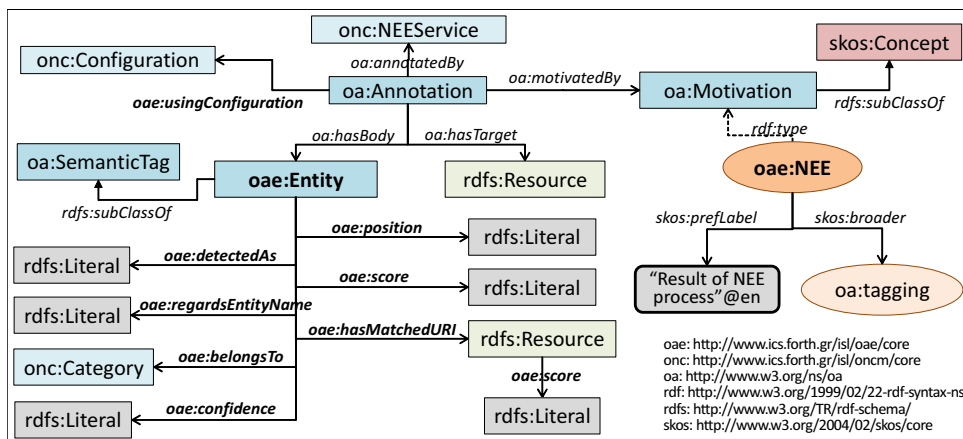 onc:NEEService
skos:Concept
onc:Configuration
oa:annotatedBy
oa:motivatedBy
oae:usingConfiguration
oa:Annotation
oa:Motivation
rdfs:subClassOf
oa:hasBody
oa:hasTarget
rdf:type
oa:SemanticTag
oae:Entity
rdfs:Resource
oae:NEE
rdfs:subClassOf
skos:prefLabel
skos:broader
oae:position
rdfs:Literal
oae:detectedAs
rdfs:Literal
"Result of NEE
process"@en
oa:tagging
oae:score
rdfs:Literal
oae:regardsEntityName
rdfs:Literal
oae:hasMatchedURI
rdfs:Resource
oae:belongsTo
onc:Category
oae:score
oae:confidence
rdfs:Literal
rdfs:Literal
oae: http://www.ics.forth.gr/isl/oae/core
onc: http://www.ics.forth.gr/isl/oncm/core
oa: http://www.w3.org/ns/oa
rdf: http://www.w3.org/1999/02/22-rdf-syntax-ns
rdfs: http://www.w3.org/TR/rdf-schema/
skos: http://www.w3.org/2004/02/skos/core